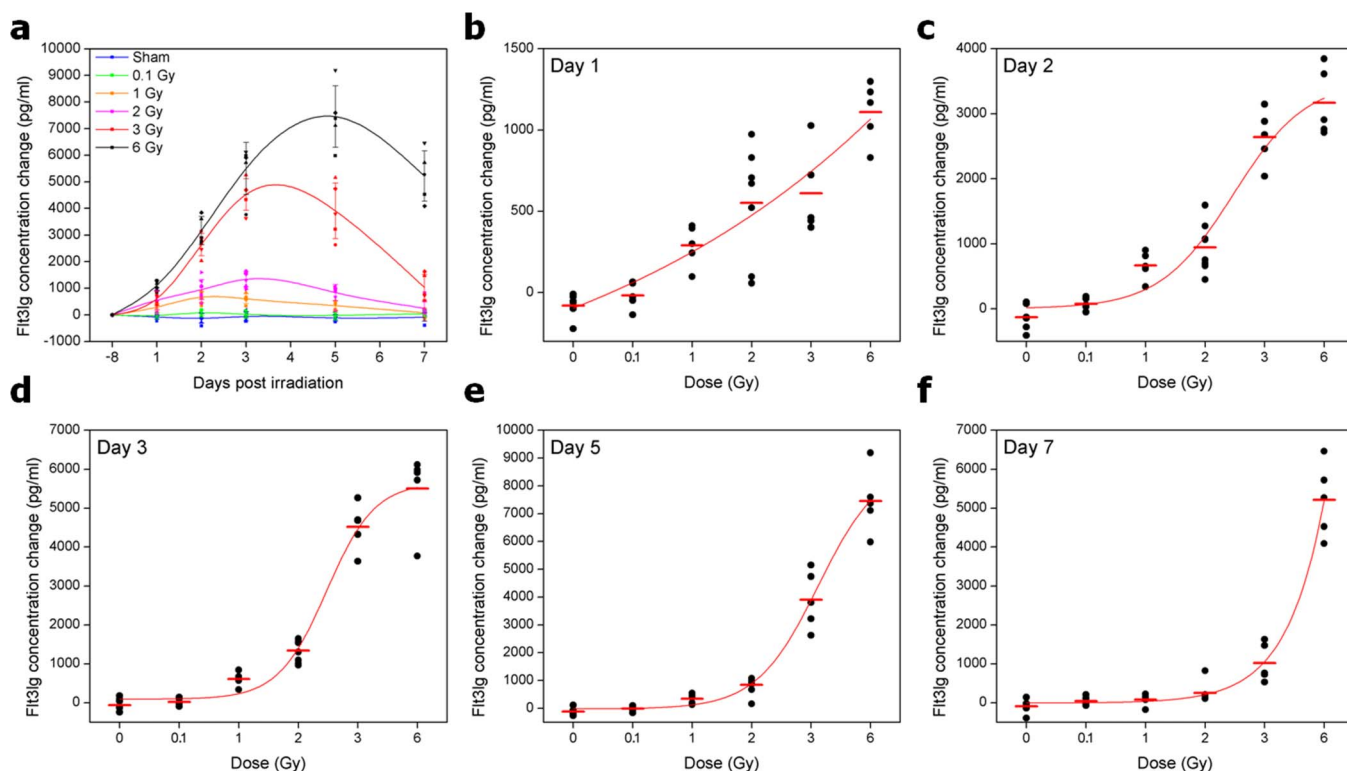 a
10000
9000
8000
7000
6000
5000
4000
3000
2000
1000
0
-1000
Flt3lg concentration change (pg/ml)
Sham
0.1 Gy
1 Gy
2 Gy
3 Gy
6 Gy
-8 1 2 3 4 5 6 7
Days post irradiation
b
Day 1
1500
1000
500
0
Flt3lg concentration change (pg/ml)
0 0.1 1 2 3 6
Dose (Gy)
c
Day 2
4000
3000
2000
1000
0
Flt3lg concentration change (pg/ml)
0 0.1 1 2 3 6
Dose (Gy)
d
Day 3
7000
6000
5000
4000
3000
2000
1000
0
Flt3lg concentration change (pg/ml)
0 0.1 1 2 3 6
Dose (Gy)
e
Day 5
10000
9000
8000
7000
6000
5000
4000
3000
2000
1000
0
Flt3lg concentration change (pg/ml)
0 0.1 1 2 3 6
Dose (Gy)
f
Day 7
7000
6000
5000
4000
3000
2000
1000
0
Flt3lg concentration change (pg/ml)
0 0.1 1 2 3 6
Dose (Gy)